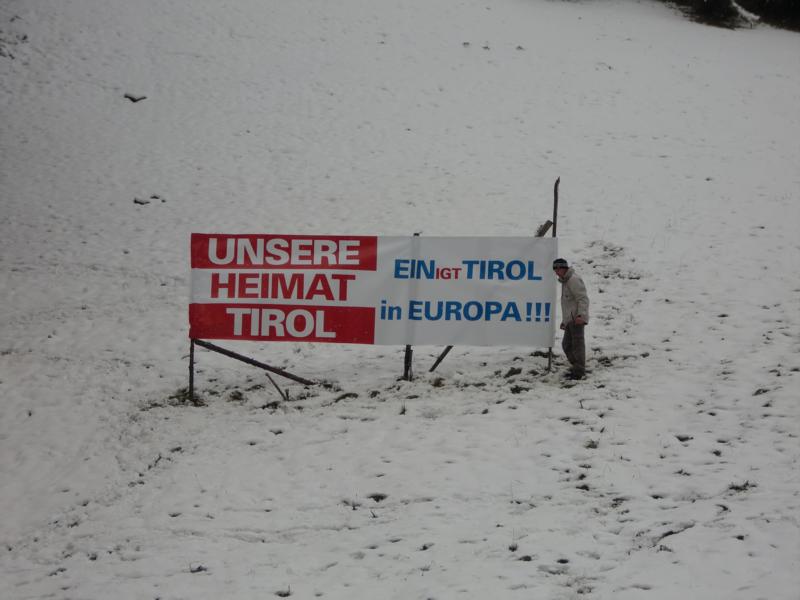 UNSERE
HEIMAT
TIROL
EINIGT TIROL
in EUROPA!!!